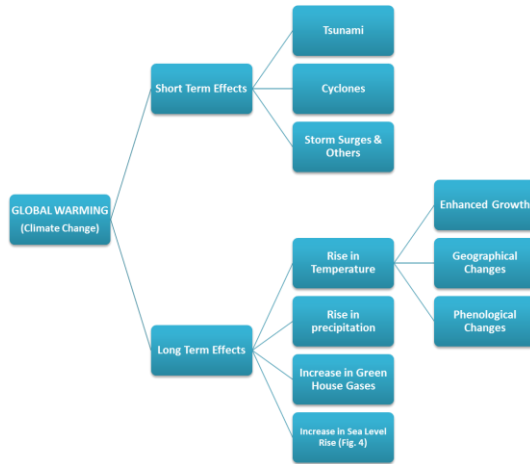 Tsunami
Short Term Effects
Cyclones
Storm Surges &
Others
GLOBAL WARMING
(Climate Change)
Enhanced Growth
Rise in
Temperature
Geographical
Changes
Rise in
precipitation
Phenological
Changes
Long Term Effects
Increase in Green
House Gases
Increase in Sea Level
Rise (Fig. 4)